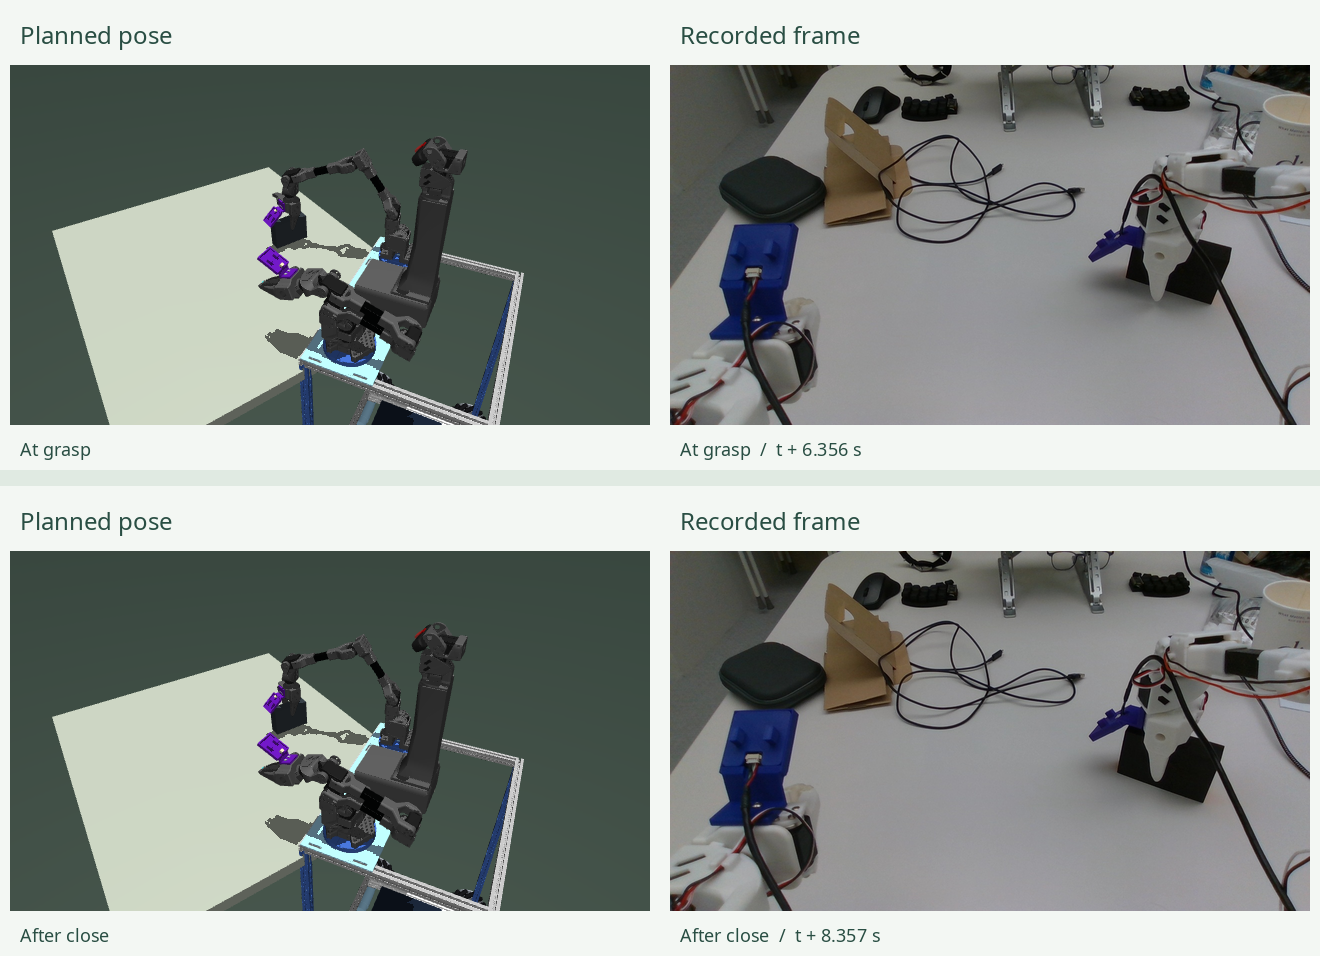 Planned pose
Recorded frame
At grasp
At grasp / t + 6.356 s
Planned pose
Recorded frame
After close
After close / t + 8.357 s